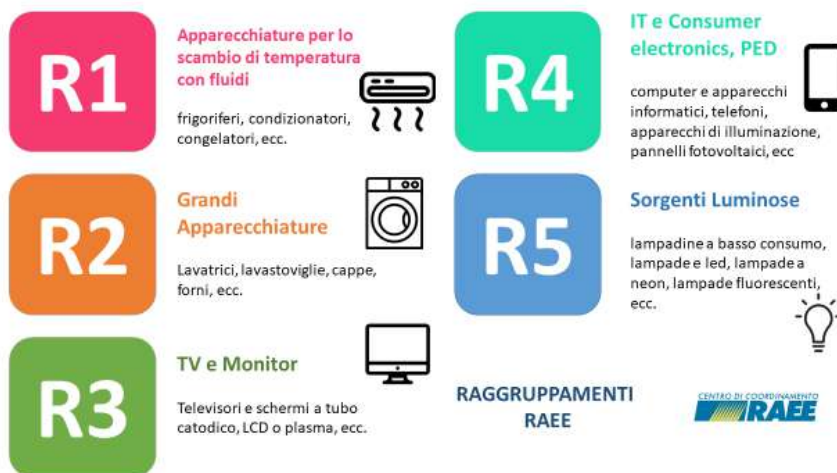 R1
Apparecchiature per lo
scambio di temperatura
con fluidi
frigoriferi, condizionatori,
congelatori, ecc.
R2
Grandi
Apparecchiature
Lavatrici, lavastoviglie, cappe,
forni, ecc.
R3
TV e Monitor
Televisori e schermi a tubo
catodico, LCD o plasma, ecc.
R4
IT e Consumer
electronics, PED
computer e apparecchi
informatici, telefoni,
apparecchi di illuminazione,
pannelli fotovoltaici, ecc
R5
Sorgenti Luminose
lampadine a basso consumo,
lampade e led, lampade a
neon, lampade fluorescenti,
ecc.
RAGGRUPPAMENTI
RAEE
CENTRO DI COORDINAMENTO
RAEE